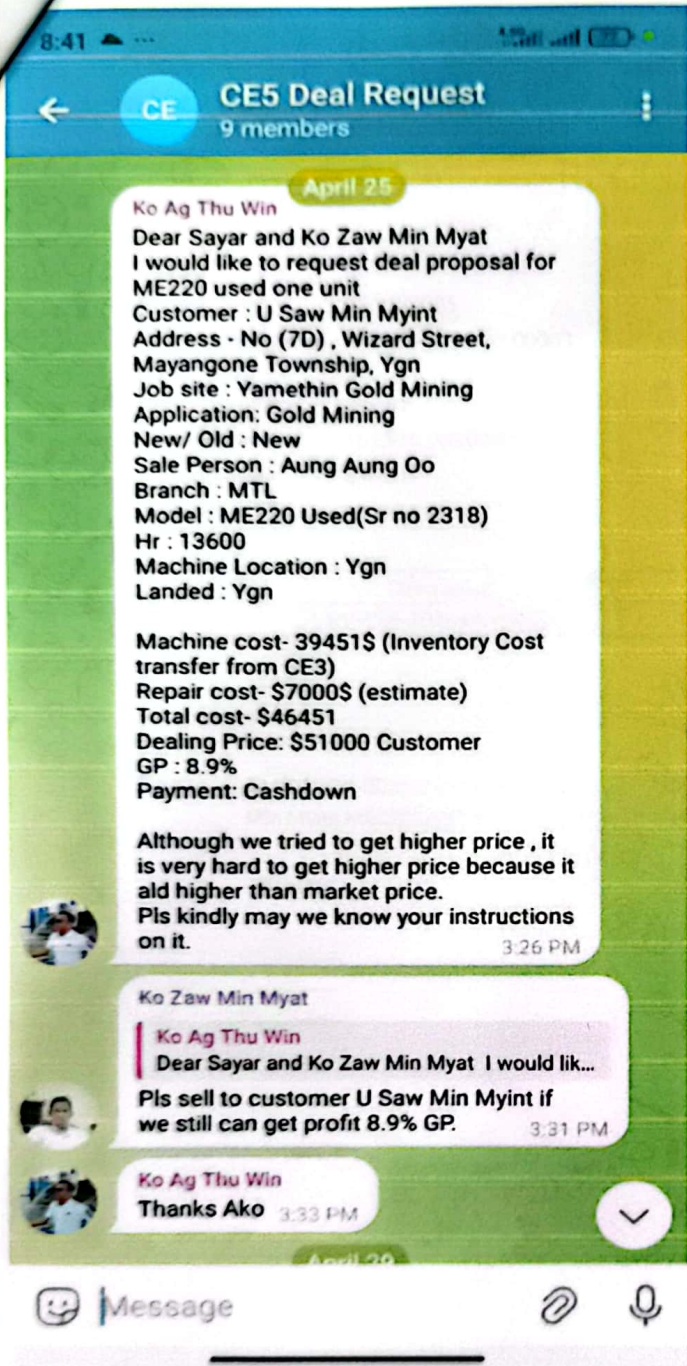 8:41
CE
CE5 Deal Request
9 members
April 25
Ko Ag Thu Win
Dear Sayar and Ko Zaw Min Myat
I would like to request deal proposal for
ME220 used one unit
Customer : U Saw Min Myint
Address - No (7D) , Wizard Street,
Mayangone Township, Ygn
Job site : Yamethin Gold Mining
Application: Gold Mining
New/ Old : New
Sale Person : Aung Aung Oo
Branch : MTL
Model : ME220 Used(Sr no 2318)
Hr : 13600
Machine Location : Ygn
Landed : Ygn
Machine cost- 39451$ (Inventory Cost
transfer from CE3)
Repair cost- $7000$ (estimate)
Total cost- $46451
Dealing Price: $51000 Customer
GP : 8.9%
Payment: Cashdown
Although we tried to get higher price , it
is very hard to get higher price because it
ald higher than market price.
Pls kindly may we know your instructions
on it.
3:26 PM
Ko Zaw Min Myat
Ko Ag Thu Win
Dear Sayar and Ko Zaw Min Myat I would lik...
Pls sell to customer U Saw Min Myint if
we still can get profit 8.9% GP.
3:31 PM
Ko Ag Thu Win
Thanks Ako 3:33 PM
April 29
Message